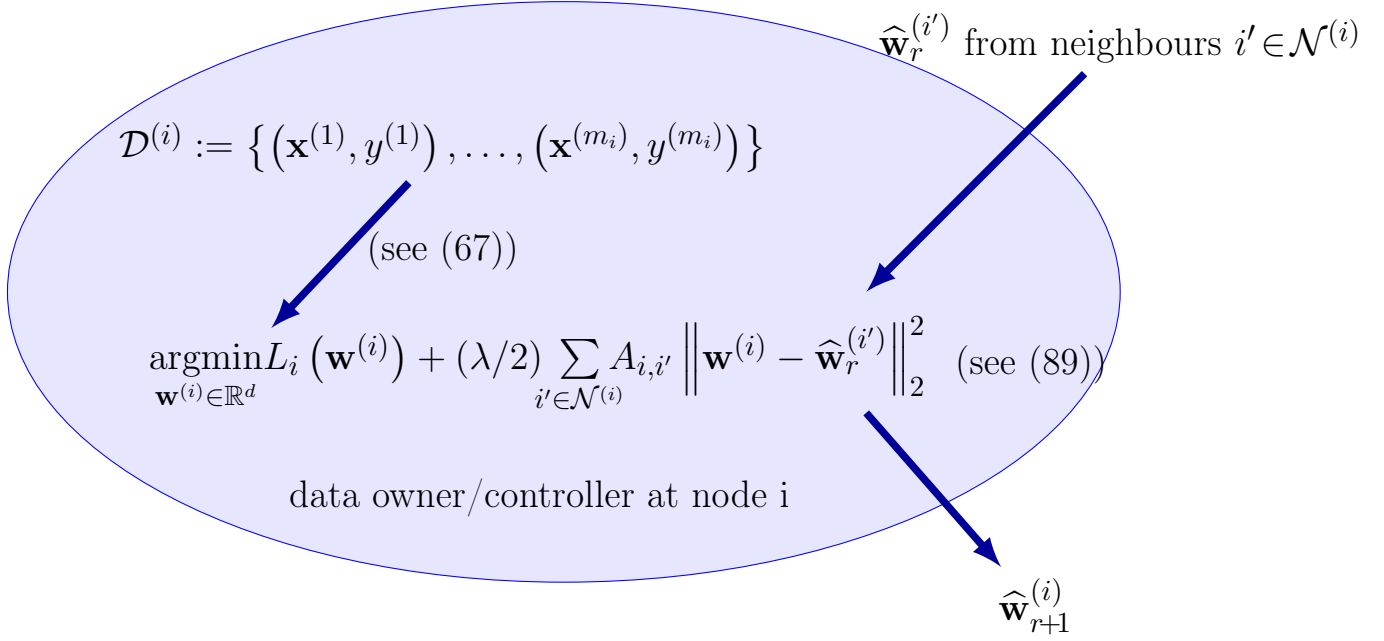 ŵ_r^{(i′)} from neighbours i′ ∈ 𝒩^{(i)}
𝒟^{(i)} := {(𝐱^{(1)}, y^{(1)}), …, (𝐱^{(m_i)}, y^{(m_i)})}
(see (67))
argmin_{𝐰^{(i)}∈ℝ^d} L_i (𝐰^{(i)}) + (λ/2) ∑_{i′∈𝒩^{(i)}} A_{i,i′} ‖𝐰^{(i)} − ŵ_r^{(i′)}‖_2^2 (see (89))
data owner/controller at node i
ŵ_{r+1}^{(i)}